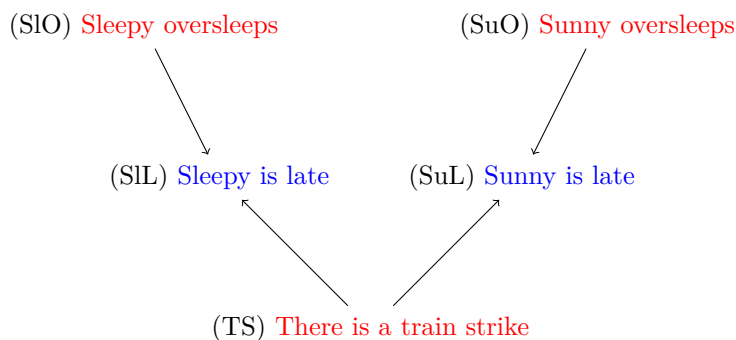 (SlO) Sleepy oversleeps
(SuO) Sunny oversleeps
(SlL) Sleepy is late
(SuL) Sunny is late
(TS) There is a train strike